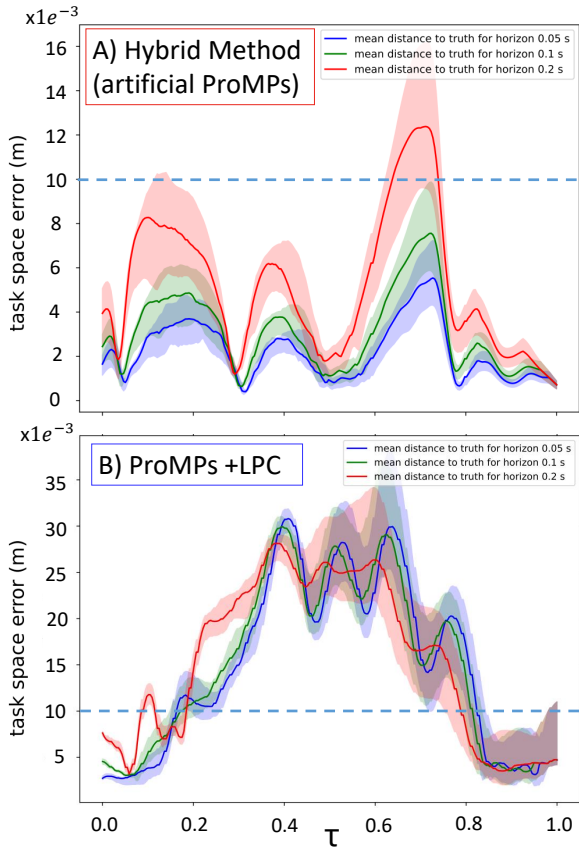 x1e⁻³
A) Hybrid Method
(artificial ProMPs)
mean distance to truth for horizon 0.05 s
mean distance to truth for horizon 0.1 s
mean distance to truth for horizon 0.2 s
task space error (m)
16
14
12
10
8
6
4
2
0
x1e⁻³
B) ProMPs +LPC
mean distance to truth for horizon 0.05 s
mean distance to truth for horizon 0.1 s
mean distance to truth for horizon 0.2 s
task space error (m)
35
30
25
20
15
10
5
0.0 0.2 0.4 0.6 0.8 1.0
τ